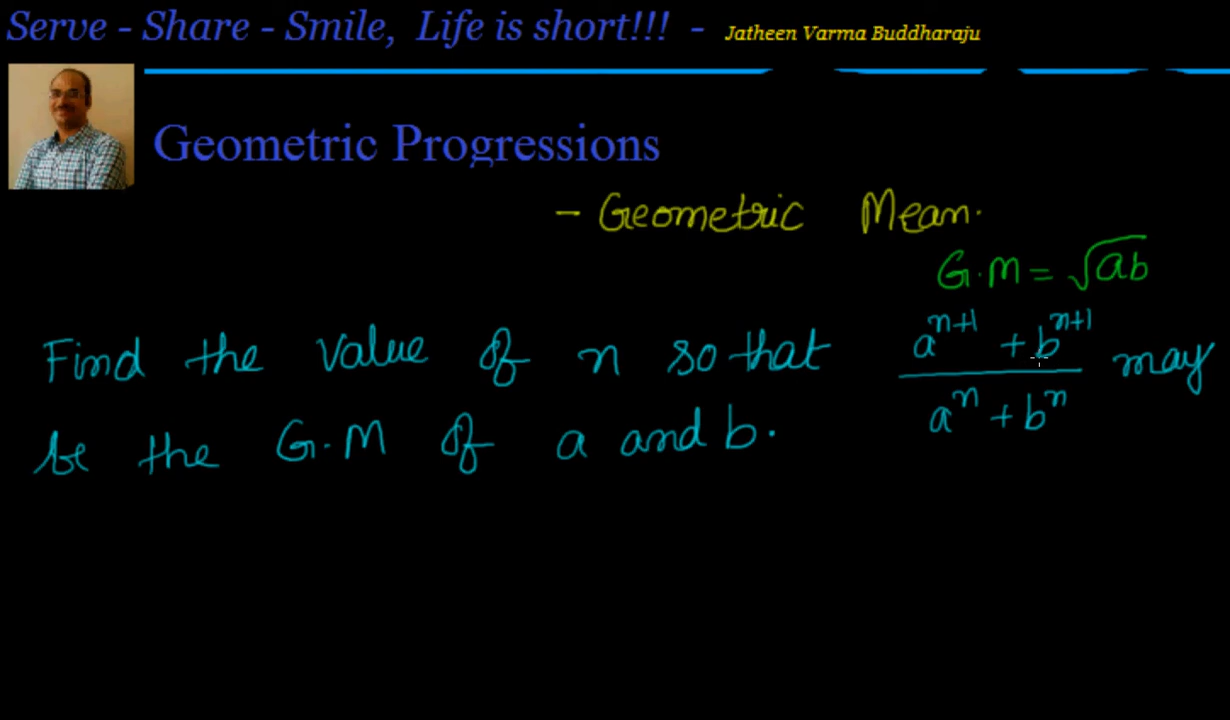 Serve - Share - Smile, Life is short!!! - Jatheen Varma Buddharaju
Geometric Progressions
- Geometric Mean.
G.M = √ab
Find the value of n so that (a^(n+1) + b^(n+1)) / (a^n + b^n) may
be the G.M of a and b.